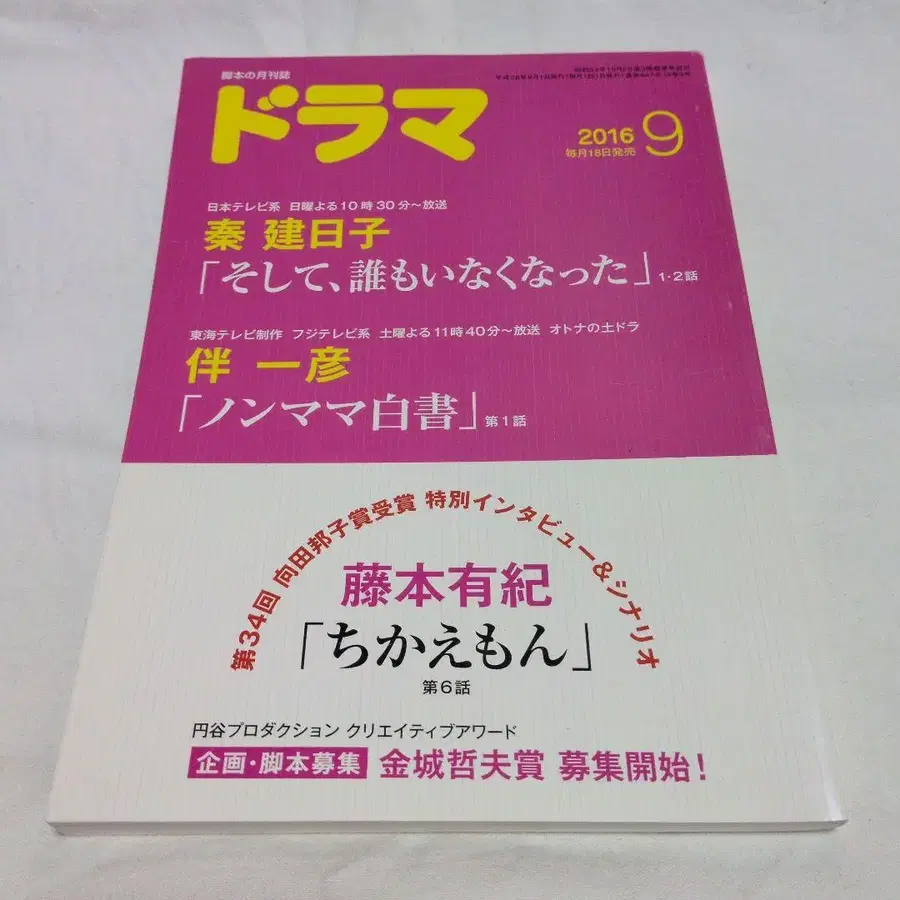 脚本の月刊誌
ドラマ
2016 9
毎月18日発売
日本テレビ系 日曜よる10時30分〜放送
秦 建日子
「そして、誰もいなくなった」1・2話
東海テレビ制作 フジテレビ系 土曜よる11時40分〜放送 オトナの土ドラ
伴 一彦
「ノンママ白書」第1話
第34回 向田邦子賞受賞 特別インタビュー&シナリオ
藤本有紀
「ちかえもん」
第6話
円谷プロダクション クリエイティブアワード
企画・脚本募集 金城哲夫賞 募集開始!